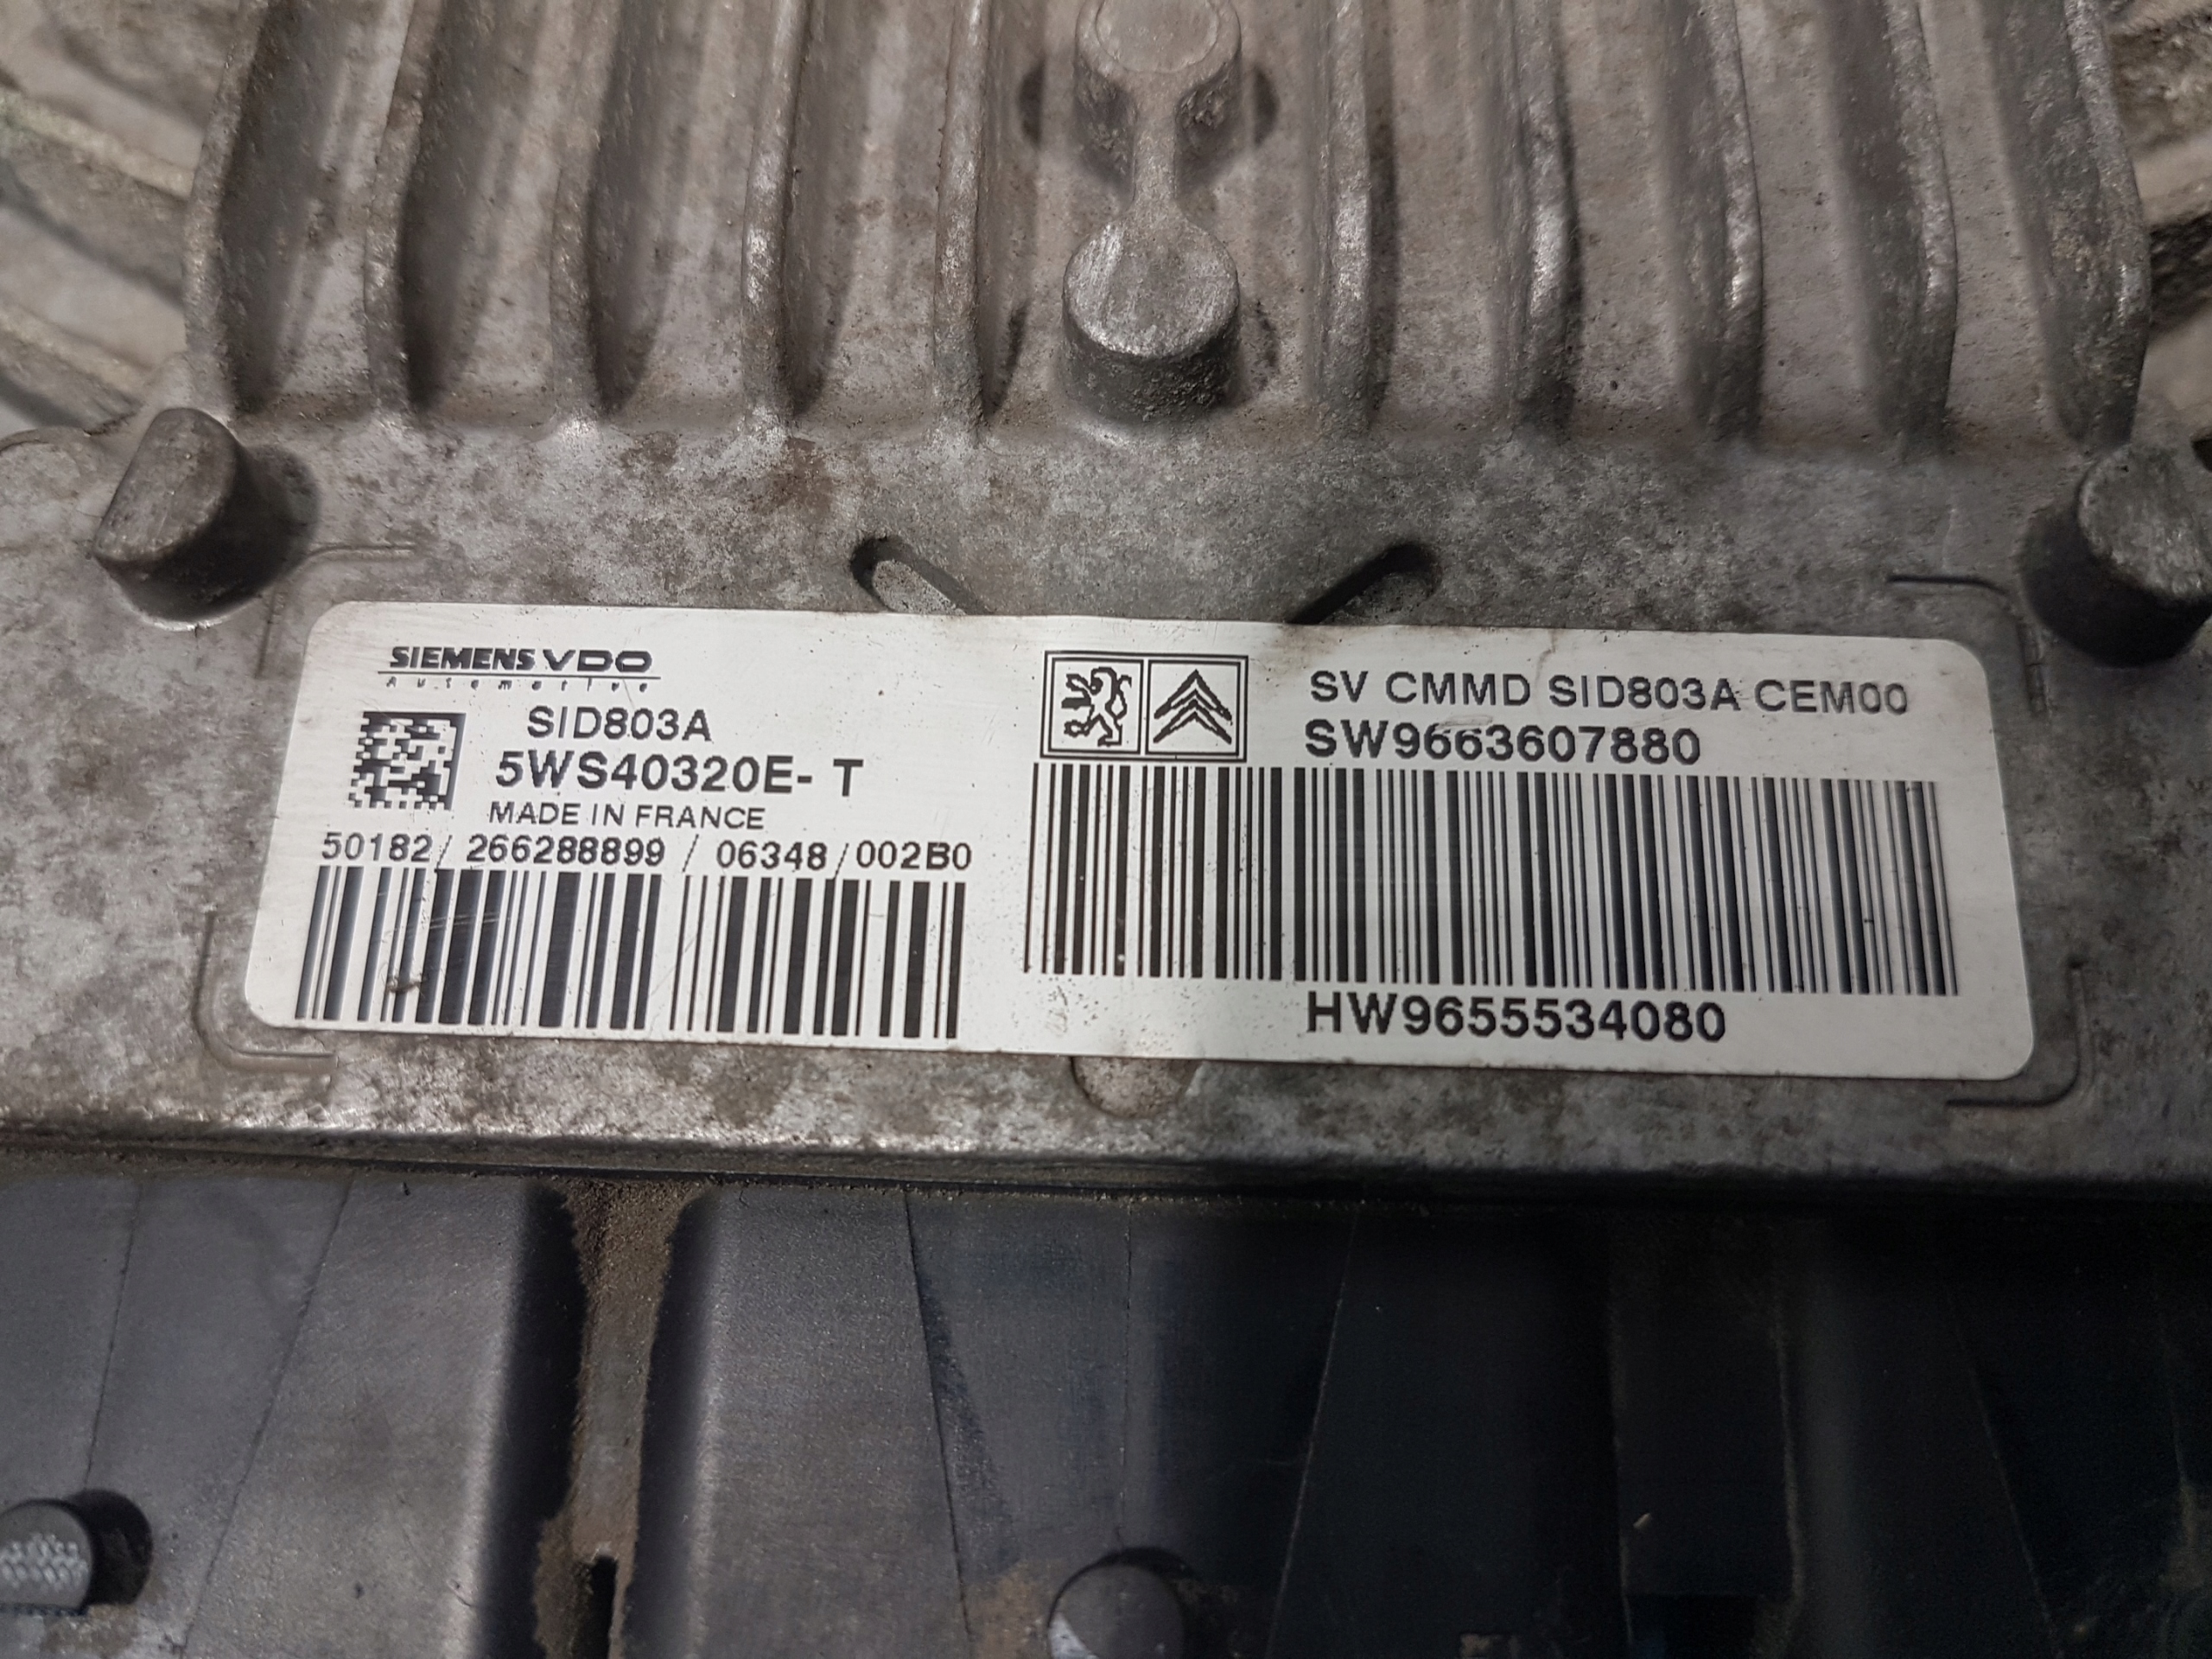 SIEMENS VDO
Automotive
SID803A
5WS40320E- T
MADE IN FRANCE
50182 / 266288899 / 06348 / 002B0
SV CMMD SID803A CEM00
SW9663607880
HW9655534080